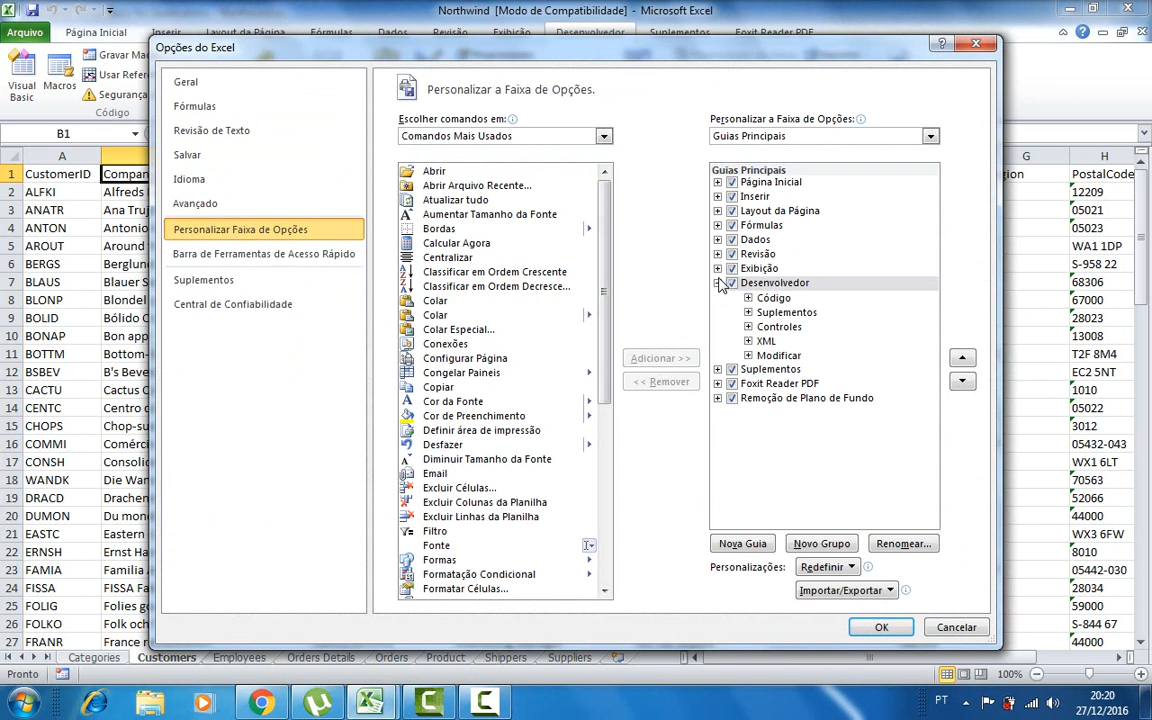 Northwind [Modo de Compatibilidade] - Microsoft Excel
Arquivo
Página Inicial
Inserir
Layout da Página
Fórmulas
Dados
Revisão
Exibição
Desenvolvedor
Suplementos
Foxit Reader PDF
Visual Basic
Macros
Gravar Mac
Usar Refer
Segurança
Código
Opções do Excel
Geral
Fórmulas
Revisão de Texto
Salvar
Idioma
Avançado
Personalizar Faixa de Opções
Barra de Ferramentas de Acesso Rápido
Suplementos
Central de Confiabilidade
Personalizar a Faixa de Opções.
Escolher comandos em:
Comandos Mais Usados
Abrir
Abrir Arquivo Recente...
Atualizar tudo
Aumentar Tamanho da Fonte
Bordas
Calcular Agora
Centralizar
Classificar em Ordem Crescente
Classificar em Ordem Decresce...
Colar
Colar
Colar Especial...
Conexões
Configurar Página
Congelar Paineis
Copiar
Cor da Fonte
Cor de Preenchimento
Definir área de impressão
Desfazer
Diminuir Tamanho da Fonte
Email
Excluir Células...
Excluir Colunas da Planilha
Excluir Linhas da Planilha
Filtro
Fonte
Formas
Formatação Condicional
Formatar Células...
Adicionar >>
<< Remover
Personalizar a Faixa de Opções:
Guias Principais
Guias Principais
Página Inicial
Inserir
Layout da Página
Fórmulas
Dados
Revisão
Exibição
Desenvolvedor
Código
Suplementos
Controles
XML
Modificar
Suplementos
Foxit Reader PDF
Remoção de Plano de Fundo
Nova Guia
Novo Grupo
Renomear...
Personalizações:
Redefinir
Importar/Exportar
OK
Cancelar
B1
A
G
H
1 CustomerID Compan gion PostalCode
2 ALFKI Alfreds 12209
3 ANATR Ana Truj 05021
4 ANTON Antonio 05023
5 AROUT Around WA1 1DP
6 BERGS Berglun S-958 22
7 BLAUS Blauer S 68306
8 BLONP Blondel 67000
9 BOLID Bólido C 28023
10 BONAP Bon app 13008
11 BOTTM Bottom- T2F 8M4
12 BSBEV B's Beve EC2 5NT
13 CACTU Cactus C 1010
14 CENTC Centro c 05022
15 CHOPS Chop-su 3012
16 COMMI Comérci 05432-043
17 CONSH Consolid WX1 6LT
18 WANDK Die Wan 70563
19 DRACD Drachen 52066
20 DUMON Du mond 44000
21 EASTC Eastern WX3 6FW
22 ERNSH Ernst Ha 8010
23 FAMIA Familia 05442-030
24 FISSA FISSA F 28034
25 FOLIG Folies go 59000
26 FOLKO Folk och S-844 67
27 FRANR France r 44000
Categories
Customers
Employees
Orders Details
Orders
Product
Shippers
Suppliers
Pronto
100%
PT
20:20
27/12/2016